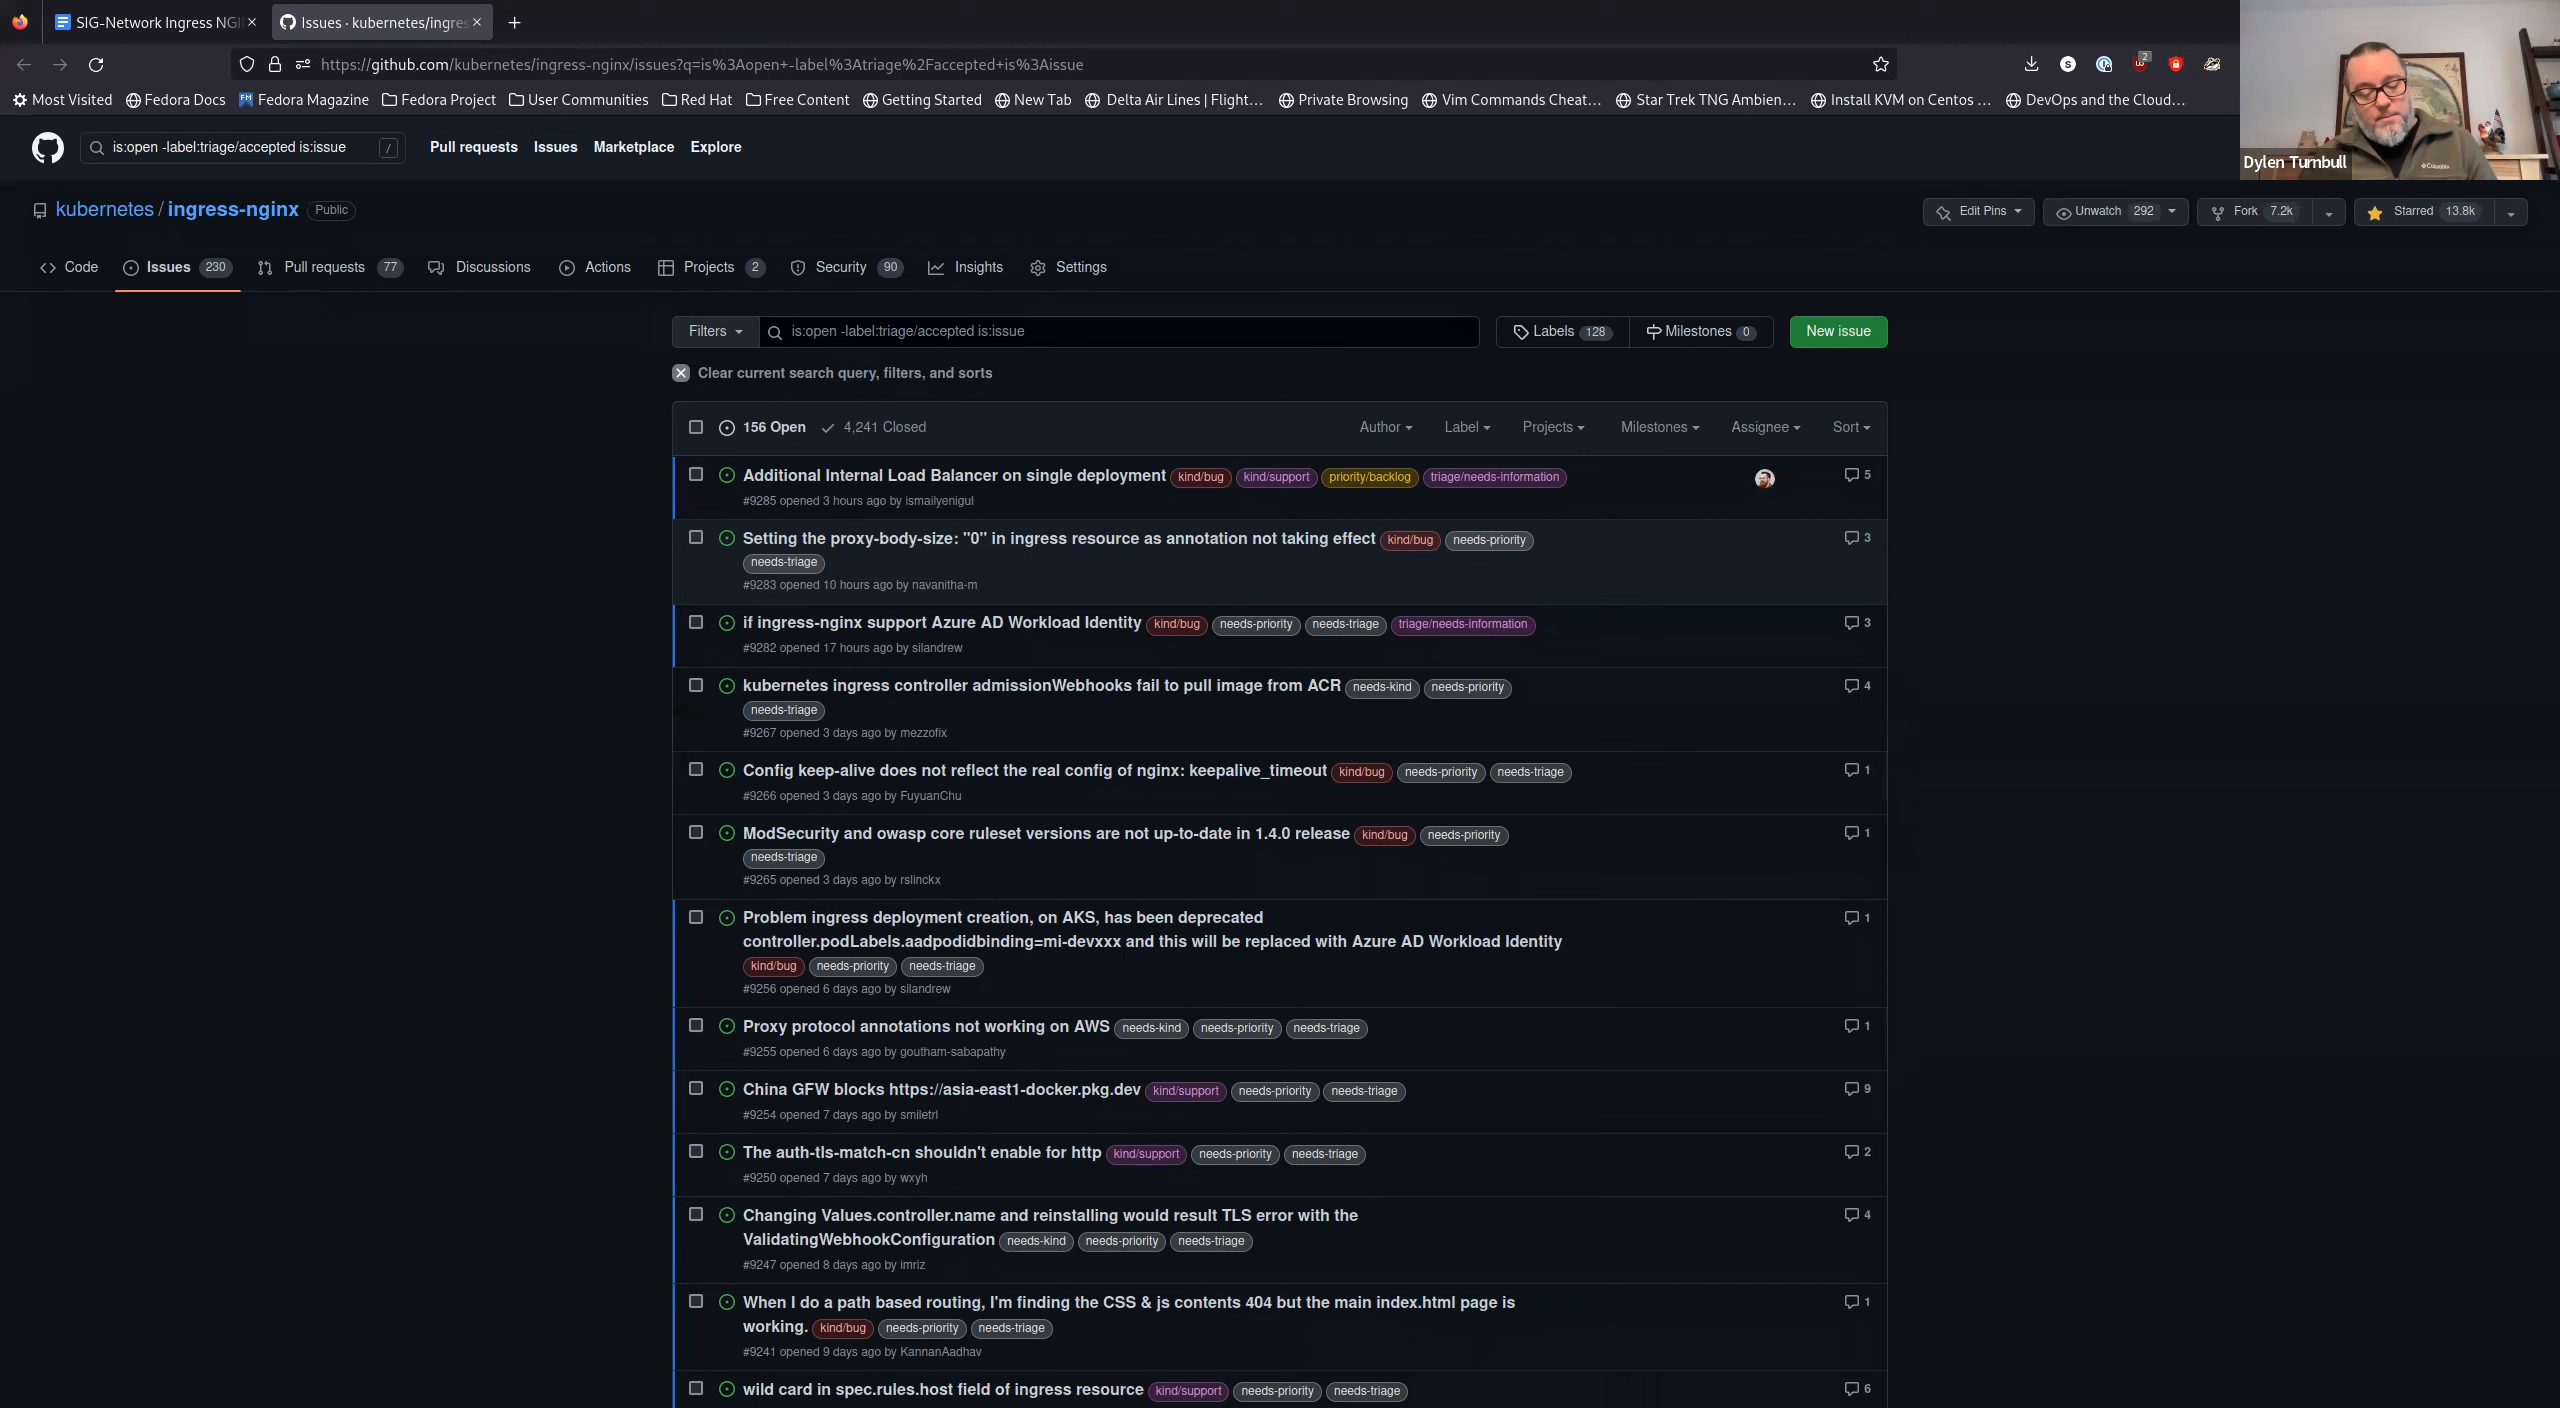 SIG-Network Ingress NGI
Issues · kubernetes/ingres
https://github.com/kubernetes/ingress-nginx/issues?q=is%3Aopen+-label%3Atriage%2Faccepted+is%3Aissue
S
2
Most Visited Fedora Docs Fedora Magazine Fedora Project User Communities Red Hat Free Content Getting Started New Tab Delta Air Lines | Flight… Private Browsing Vim Commands Cheat… Star Trek TNG Ambien… Install KVM on Centos … DevOps and the Cloud…
is:open -label:triage/accepted is:issue /
Pull requests Issues Marketplace Explore
Dylen Turnbull
Columbia
kubernetes / ingress-nginx Public
Edit Pins Unwatch 292 Fork 7.2k Starred 13.8k
Code Issues 230 Pull requests 77 Discussions Actions Projects 2 Security 90 Insights Settings
Filters is:open -label:triage/accepted is:issue Labels 128 Milestones 0 New issue
Clear current search query, filters, and sorts
156 Open 4,241 Closed Author Label Projects Milestones Assignee Sort
Additional Internal Load Balancer on single deployment kind/bug kind/support priority/backlog triage/needs-information 5
#9285 opened 3 hours ago by ismailyenigul
Setting the proxy-body-size: "0" in ingress resource as annotation not taking effect kind/bug needs-priority 3
needs-triage
#9283 opened 10 hours ago by navanitha-m
if ingress-nginx support Azure AD Workload Identity kind/bug needs-priority needs-triage triage/needs-information 3
#9282 opened 17 hours ago by silandrew
kubernetes ingress controller admissionWebhooks fail to pull image from ACR needs-kind needs-priority 4
needs-triage
#9267 opened 3 days ago by mezzofix
Config keep-alive does not reflect the real config of nginx: keepalive_timeout kind/bug needs-priority needs-triage 1
#9266 opened 3 days ago by FuyuanChu
ModSecurity and owasp core ruleset versions are not up-to-date in 1.4.0 release kind/bug needs-priority 1
needs-triage
#9265 opened 3 days ago by rslinckx
Problem ingress deployment creation, on AKS, has been deprecated 1
controller.podLabels.aadpodidbinding=mi-devxxx and this will be replaced with Azure AD Workload Identity
kind/bug needs-priority needs-triage
#9256 opened 6 days ago by silandrew
Proxy protocol annotations not working on AWS needs-kind needs-priority needs-triage 1
#9255 opened 6 days ago by goutham-sabapathy
China GFW blocks https://asia-east1-docker.pkg.dev kind/support needs-priority needs-triage 9
#9254 opened 7 days ago by smiletrl
The auth-tls-match-cn shouldn't enable for http kind/support needs-priority needs-triage 2
#9250 opened 7 days ago by wxyh
Changing Values.controller.name and reinstalling would result TLS error with the 4
ValidatingWebhookConfiguration needs-kind needs-priority needs-triage
#9247 opened 8 days ago by imriz
When I do a path based routing, I'm finding the CSS & js contents 404 but the main index.html page is 1
working. kind/bug needs-priority needs-triage
#9241 opened 9 days ago by KannanAadhav
wild card in spec.rules.host field of ingress resource kind/support needs-priority needs-triage 6